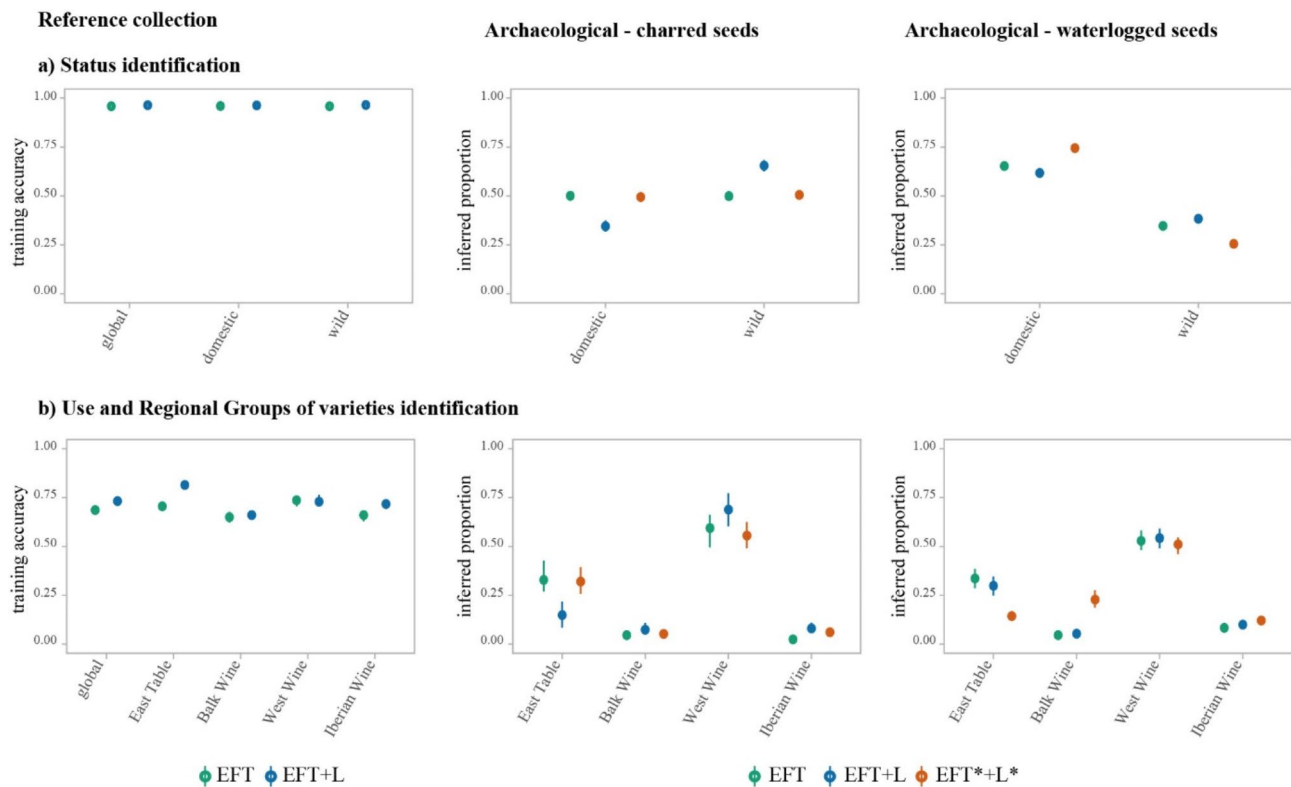 Reference collection
Archaeological - charred seeds
Archaeological - waterlogged seeds
a) Status identification
training accuracy
1.00
0.75
0.50
0.25
0.00
global
domestic
wild
inferred proportion
1.00
0.75
0.50
0.25
0.00
domestic
wild
inferred proportion
1.00
0.75
0.50
0.25
0.00
domestic
wild
b) Use and Regional Groups of varieties identification
training accuracy
1.00
0.75
0.50
0.25
0.00
global
East Table
Balk Wine
West Wine
Iberian Wine
inferred proportion
1.00
0.75
0.50
0.25
0.00
East Table
Balk Wine
West Wine
Iberian Wine
inferred proportion
1.00
0.75
0.50
0.25
0.00
East Table
Balk Wine
West Wine
Iberian Wine
EFT EFT+L
EFT EFT+L EFT*+L*